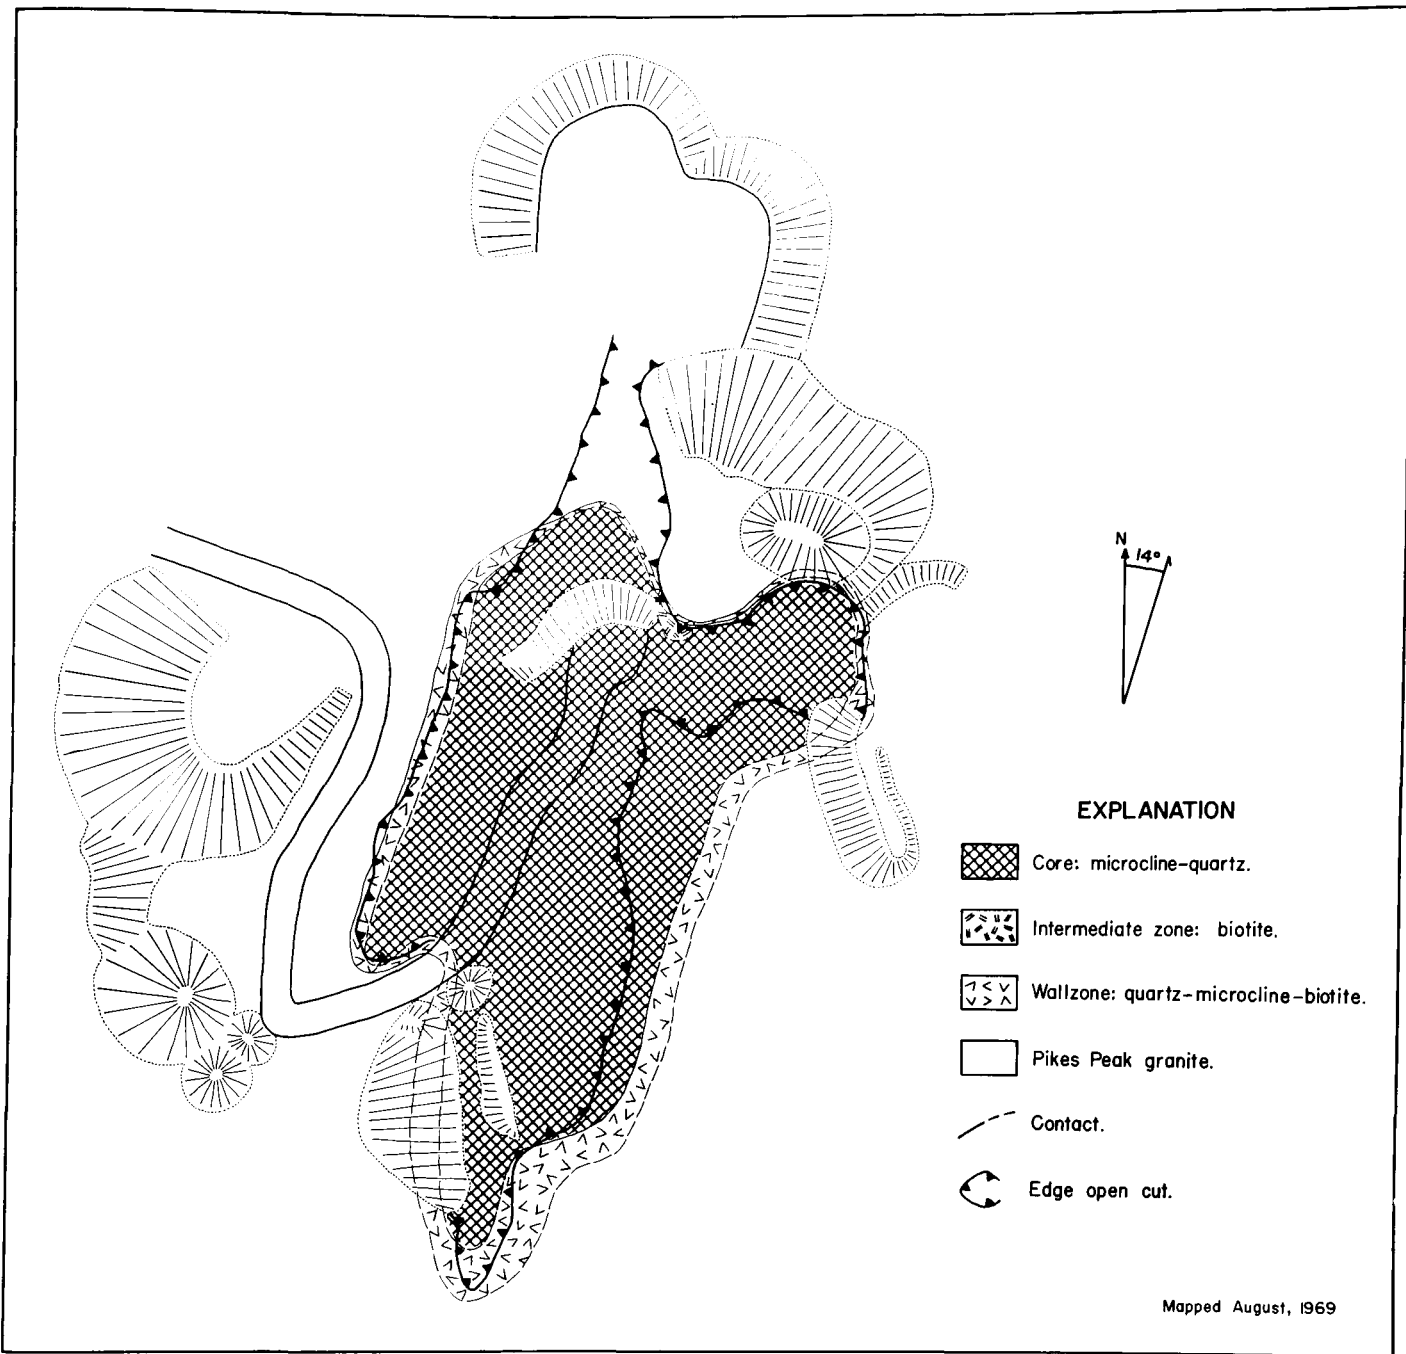 N
14°
EXPLANATION
Core: microcline-quartz.
Intermediate zone: biotite.
Wallzone: quartz-microcline-biotite.
Pikes Peak granite.
Contact.
Edge open cut.
Mapped August, 1969